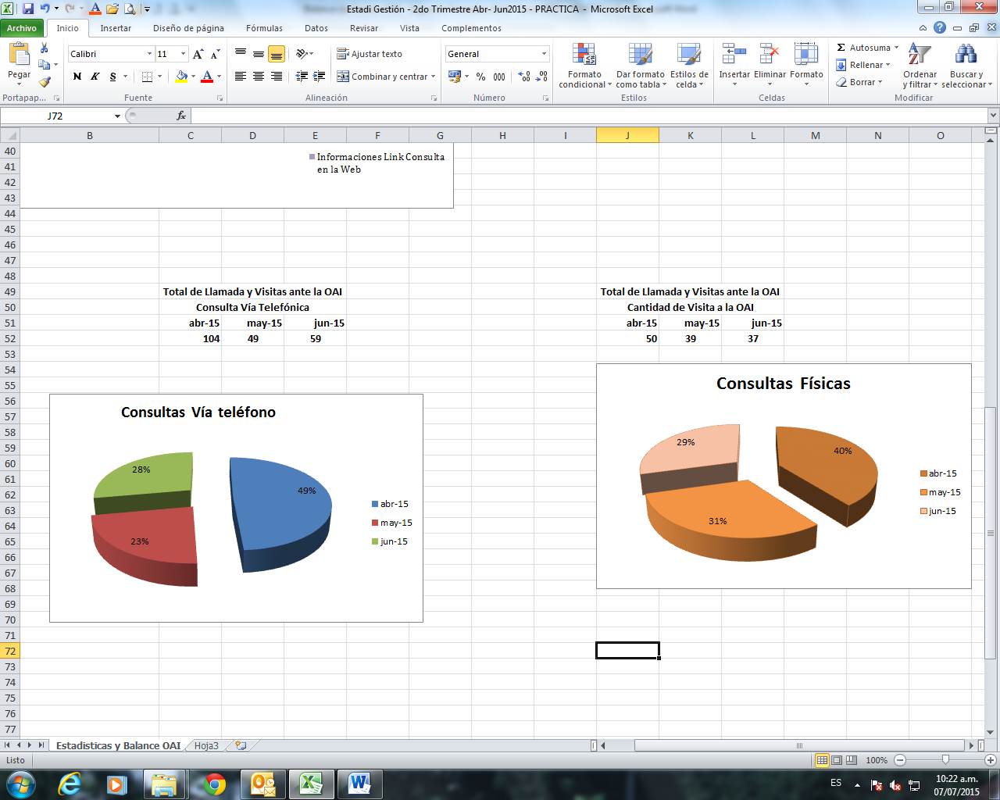 Estadi Gestión - 2do Trimestre Abr- Jun2015 - PRACTICA - Microsoft Excel
Archivo Inicio Insertar Diseño de página Fórmulas Datos Revisar Vista Complementos
Pegar
Portapap...
Calibri 11
N K S
Fuente
Ajustar texto
Combinar y centrar
Alineación
General
% 000
Número
Formato condicional
Dar formato como tabla
Estilos de celda
Estilos
Insertar Eliminar Formato
Celdas
Autosuma
Rellenar
Borrar
Ordenar y filtrar
Buscar y seleccionar
Modificar
J72 fx
B C D E F G H I J K L M N O
40
41
42
43
44
45
46
47
48
49
50
51
52
53
54
55
56
57
58
59
60
61
62
63
64
65
66
67
68
69
70
71
72
73
74
75
76
77
Informaciones Link Consulta
en la Web
Total de Llamada y Visitas ante la OAI
Consulta Vía Telefónica
abr-15 may-15 jun-15
104 49 59
Total de Llamada y Visitas ante la OAI
Cantidad de Visita a la OAI
abr-15 may-15 jun-15
50 39 37
Consultas Vía teléfono
28%
49%
23%
abr-15
may-15
jun-15
Consultas Físicas
29%
40%
31%
abr-15
may-15
jun-15
Estadisticas y Balance OAI Hoja3
Listo 100%
ES 10:22 a.m.
07/07/2015